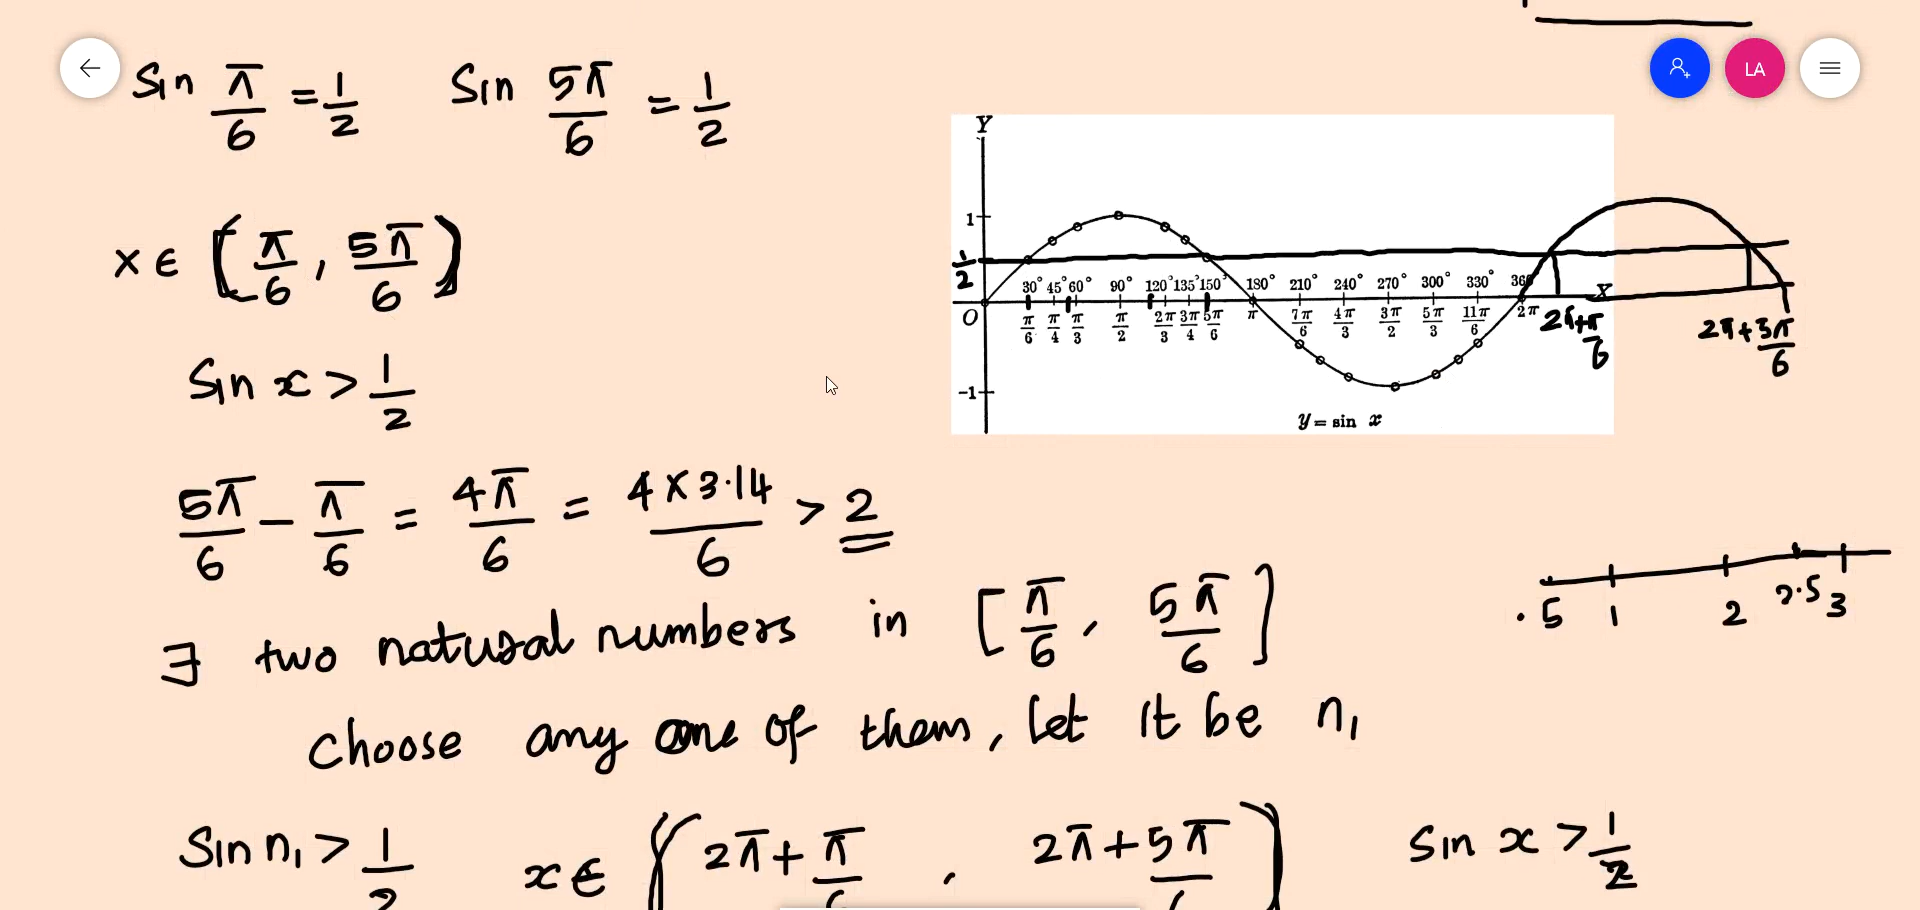 LA
Sin π/6 = 1/2 Sin 5π/6 = 1/2
x ∈ [π/6, 5π/6]
Sin x > 1/2
5π/6 − π/6 = 4π/6 = 4×3.14/6 > 2
∃ two natural numbers in [π/6, 5π/6]
choose any one of them, let it be n₁
Sin n₁ > 1/2 x ∈ (2π + π/6, 2π + 5π/6) Sin x > 1/2
Y
1
1/2
30° 45° 60° 90° 120° 135° 150° 180° 210° 240° 270° 300° 330° 360 X
O π/6 π/4 π/3 π/2 2π/3 3π/4 5π/6 π 7π/6 4π/3 3π/2 5π/3 11π/6 2π 2π+π/6 2π+3π/6
-1
y = sin x
.5 1 2 2.5 3